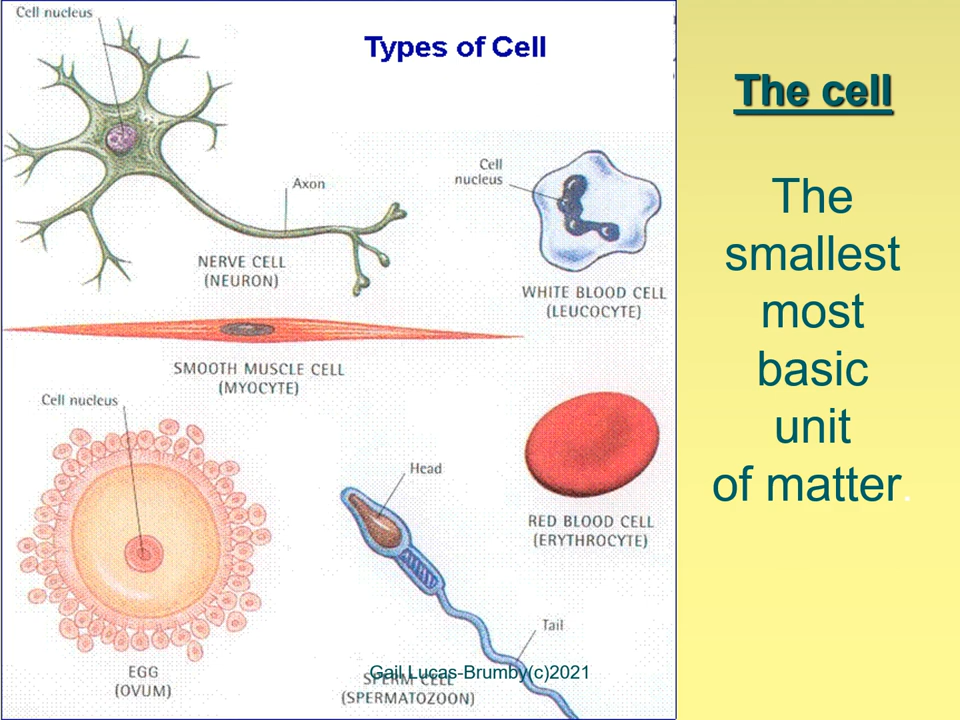 Cell nucleus
Types of Cell
Axon
Cell
nucleus
NERVE CELL
(NEURON)
WHITE BLOOD CELL
(LEUCOCYTE)
SMOOTH MUSCLE CELL
(MYOCYTE)
Cell nucleus
Head
RED BLOOD CELL
(ERYTHROCYTE)
Tail
EGG
(OVUM)
Gail Lucas-Brumby(c)2021
SPERM CELL
(SPERMATOZOON)
The cell
The
smallest
most
basic
unit
of matter.